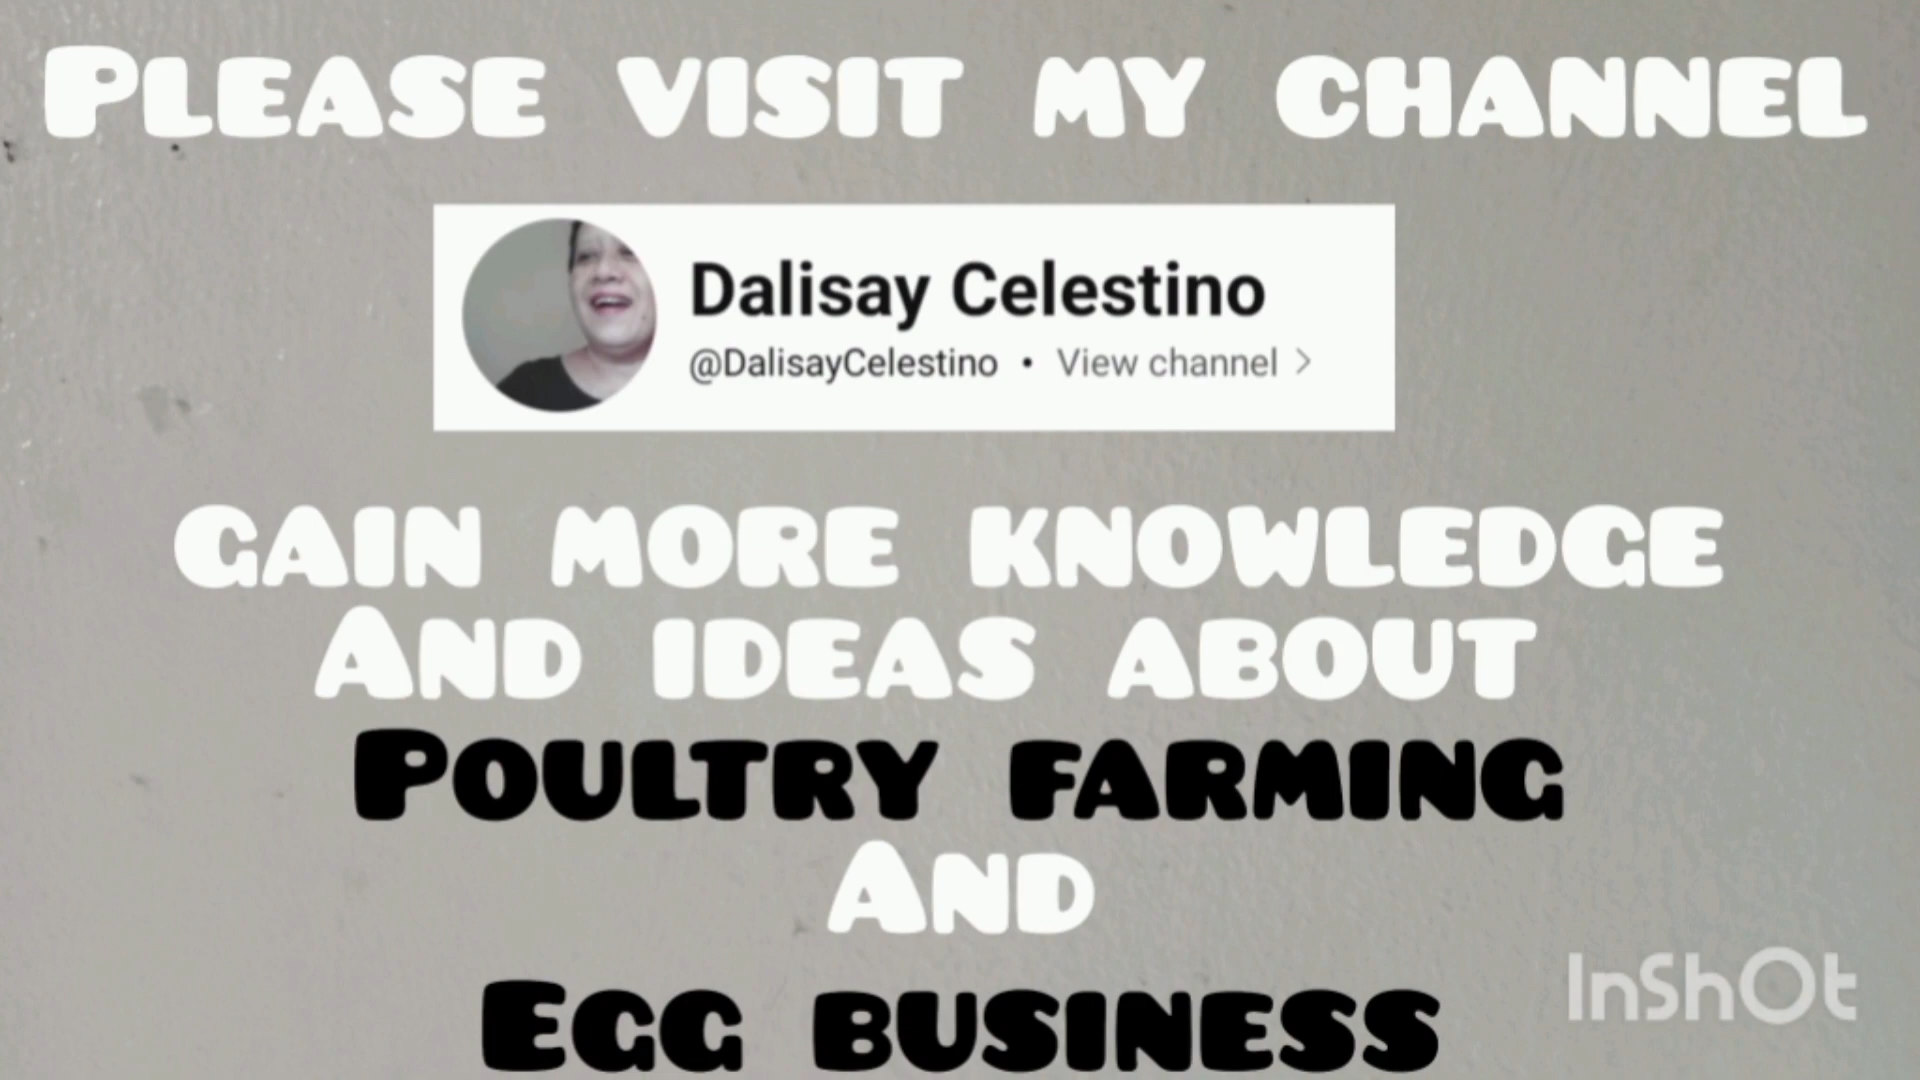 PLEASE VISIT MY CHANNEL
Dalisay Celestino
@DalisayCelestino • View channel >
GAIN MORE KNOWLEDGE
AND IDEAS ABOUT
POULTRY FARMING
AND
EGG BUSINESS
InShOt